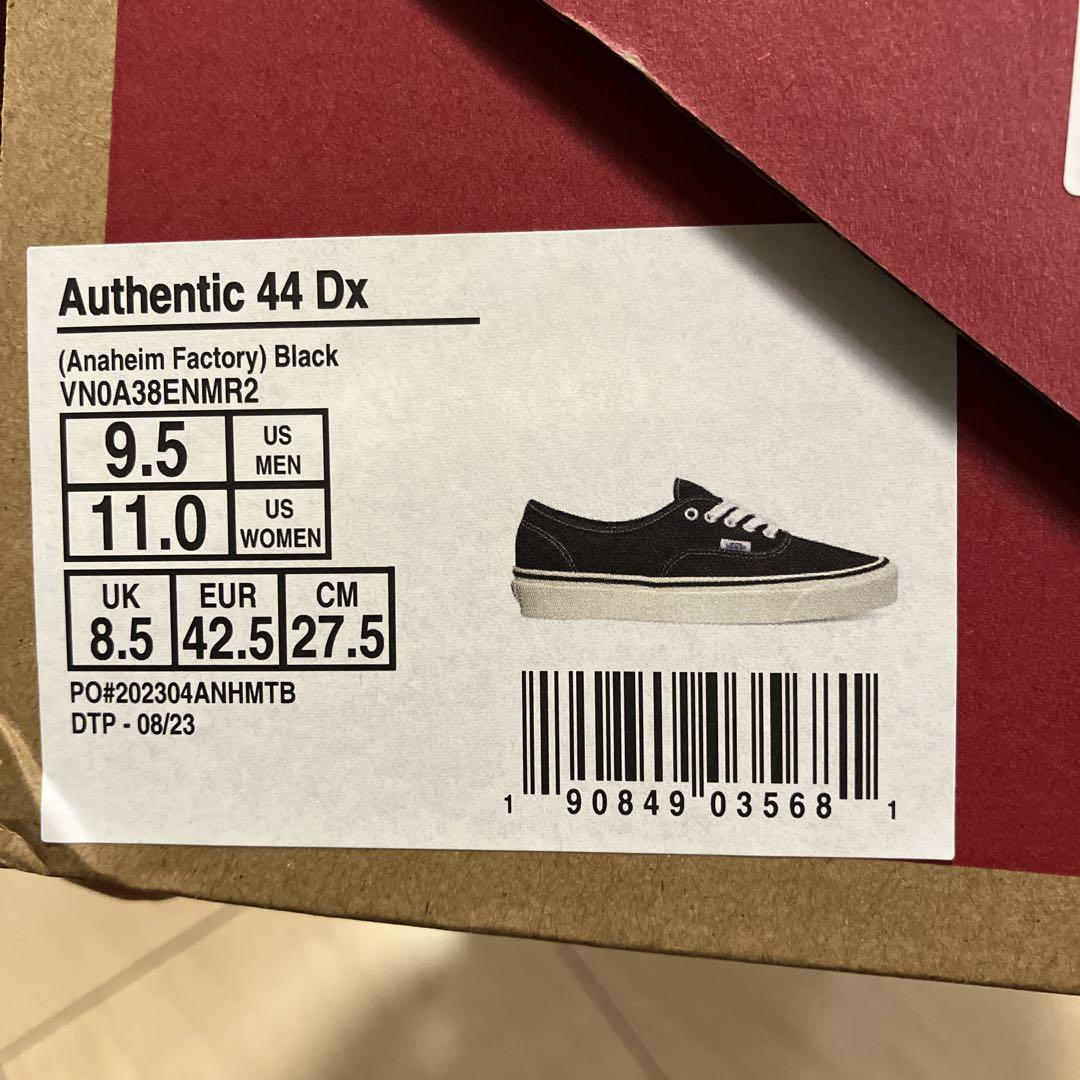 Authentic 44 Dx
(Anaheim Factory) Black
VN0A38ENMR2
9.5 US MEN
11.0 US WOMEN
UK EUR CM
8.5 42.5 27.5
PO#202304ANHMTB
DTP - 08/23
VANS
1 90849 03568 1